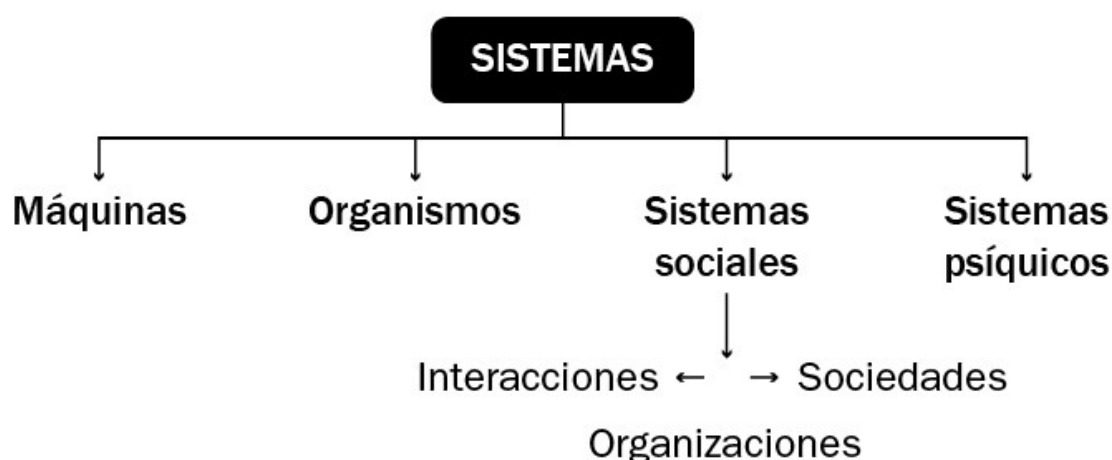 SISTEMAS
Máquinas
Organismos
Sistemas
sociales
Sistemas
psíquicos
Interacciones ← → Sociedades
Organizaciones